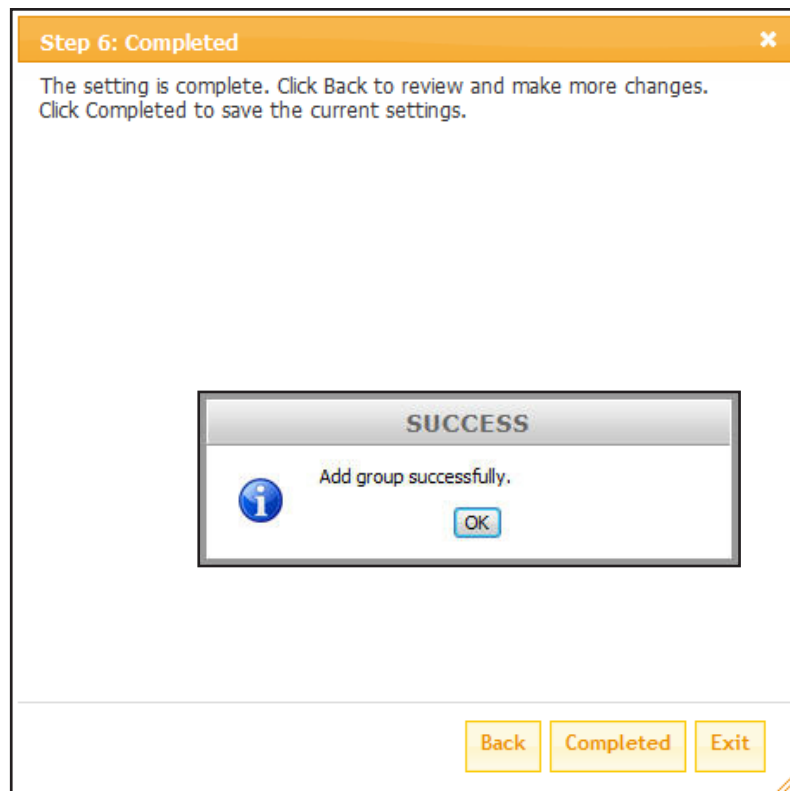 Step 6: Completed
The setting is complete. Click Back to review and make more changes.
Click Completed to save the current settings.
SUCCESS
Add group successfully.
OK
Back Completed Exit